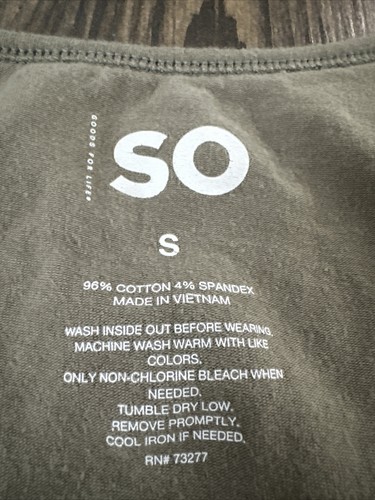 GOODS FOR LIFE®
SO
S
96% COTTON 4% SPANDEX
MADE IN VIETNAM
WASH INSIDE OUT BEFORE WEARING.
MACHINE WASH WARM WITH LIKE
COLORS.
ONLY NON-CHLORINE BLEACH WHEN
NEEDED.
TUMBLE DRY LOW.
REMOVE PROMPTLY.
COOL IRON IF NEEDED.
RN# 73277